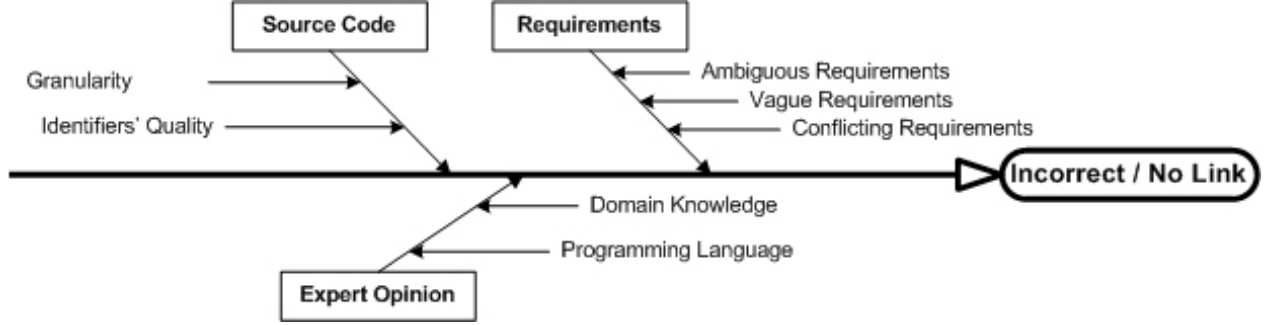 Source Code
Requirements
Granularity
Ambiguous Requirements
Vague Requirements
Identifiers' Quality
Conflicting Requirements
Incorrect / No Link
Domain Knowledge
Programming Language
Expert Opinion